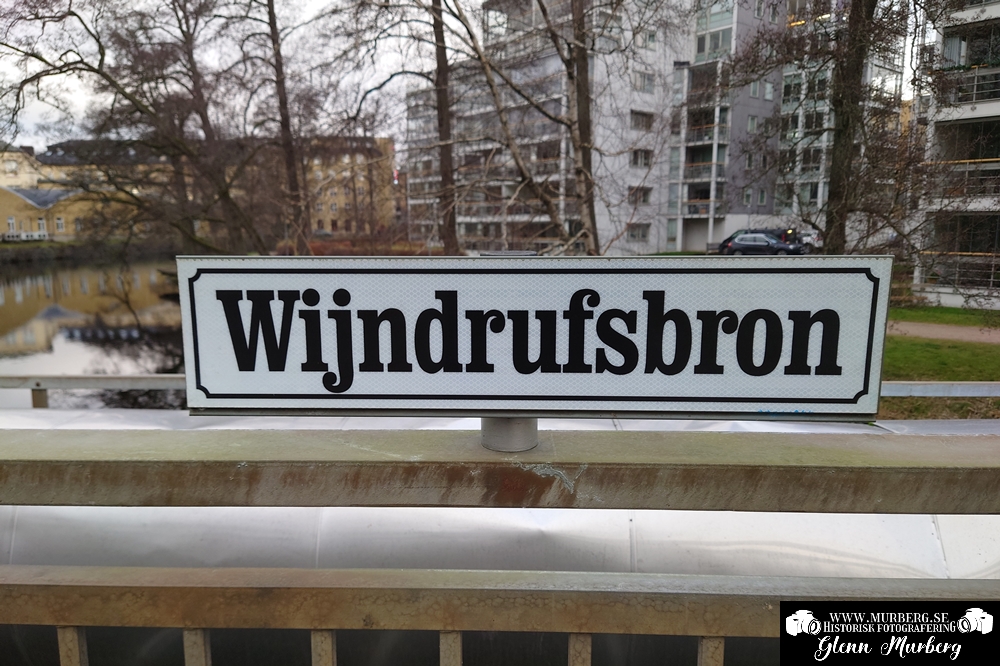 Wijndrufsbron
WWW.MURBERG.SE
HISTORISK FOTOGRAFERING
Glenn Murberg